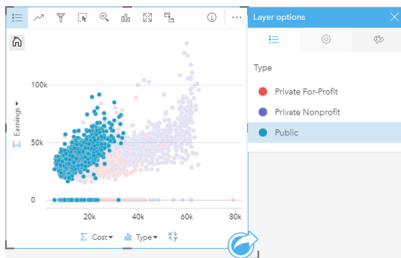 Layer options
Type
Private For-Profit
Private Nonprofit
Public
Earnings
100k
50k
0
20k
40k
60k
80k
Σ Cost
Type